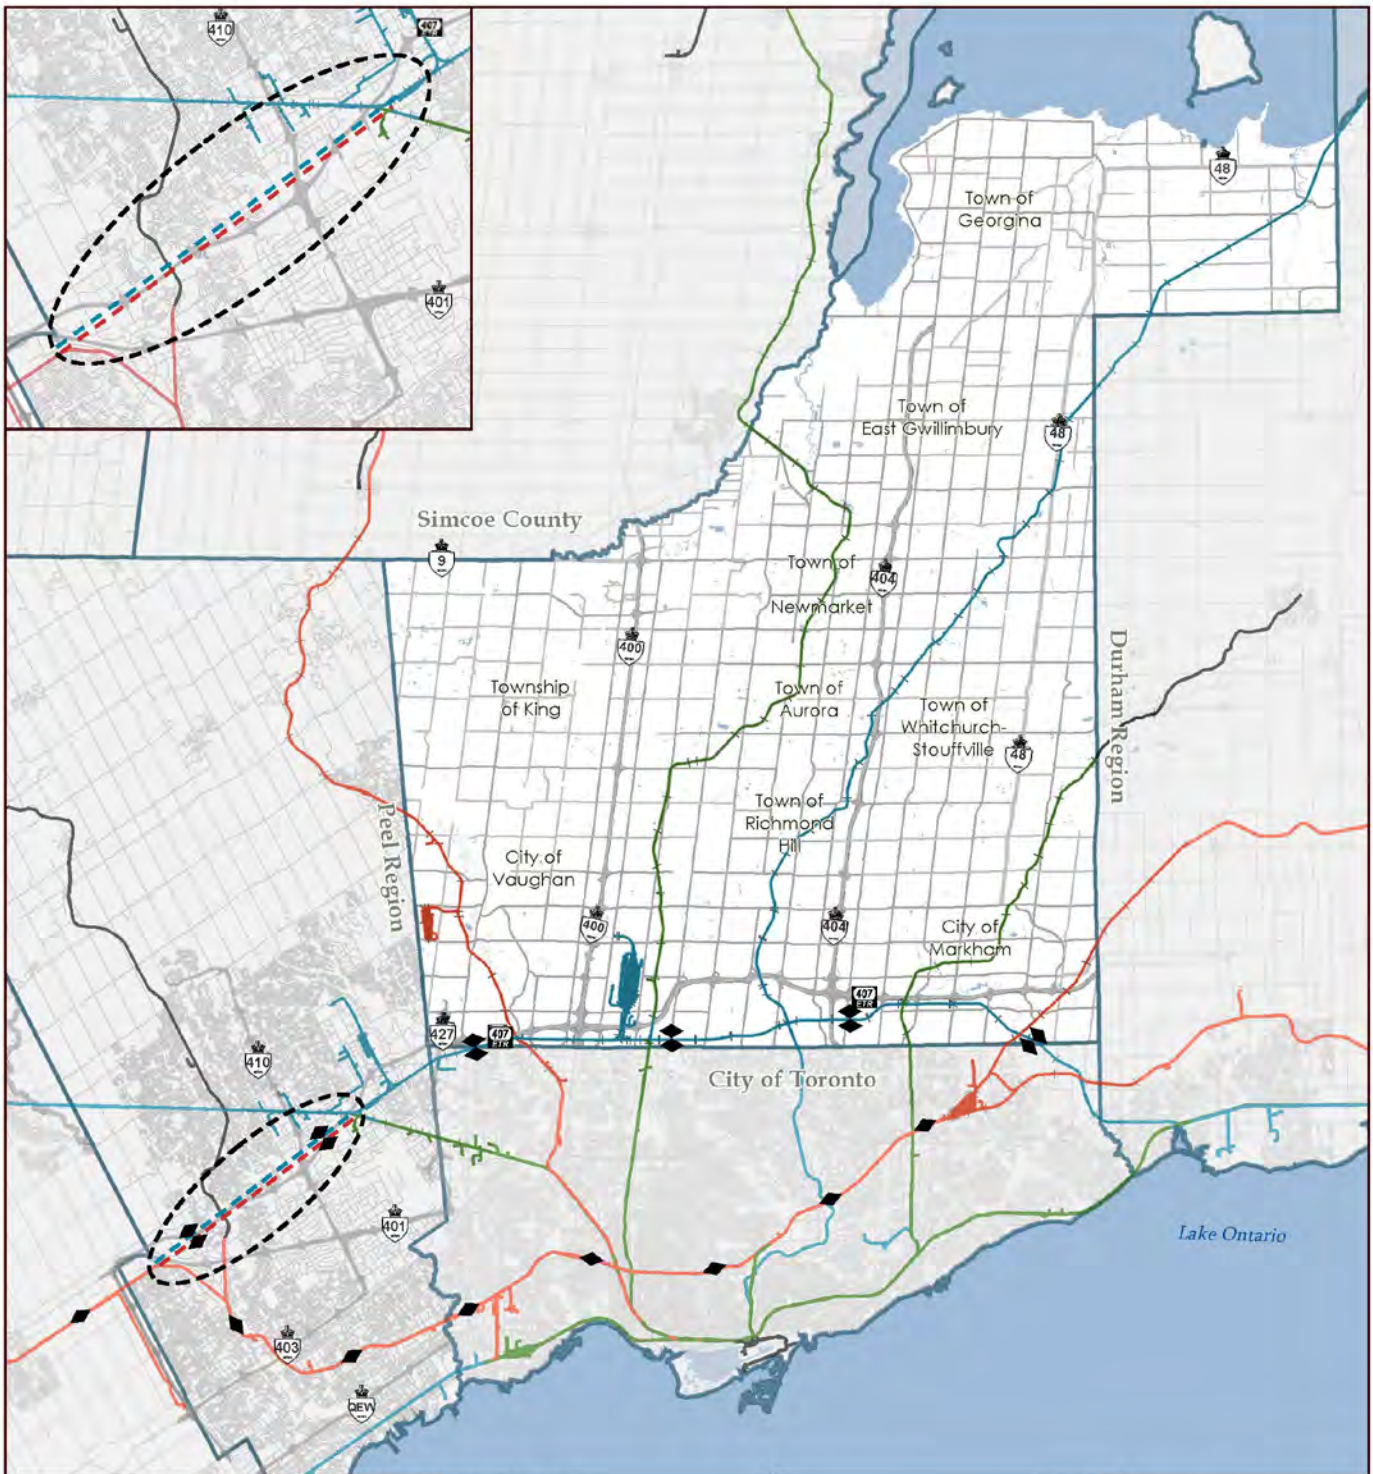 410
407
ETR
401
48
Town of
Georgina
Town of
East Gwillimbury
48
Simcoe County
9
Town of
Newmarket
404
400
Township
of King
Town of
Aurora
Town of
Whitchurch-
Stouffville
48
Durham Region
Peel Region
Town of
Richmond
Hill
City of
Vaughan
400
404
City of
Markham
407
ETR
427
407
ETR
410
City of Toronto
401
Lake Ontario
403
QEW